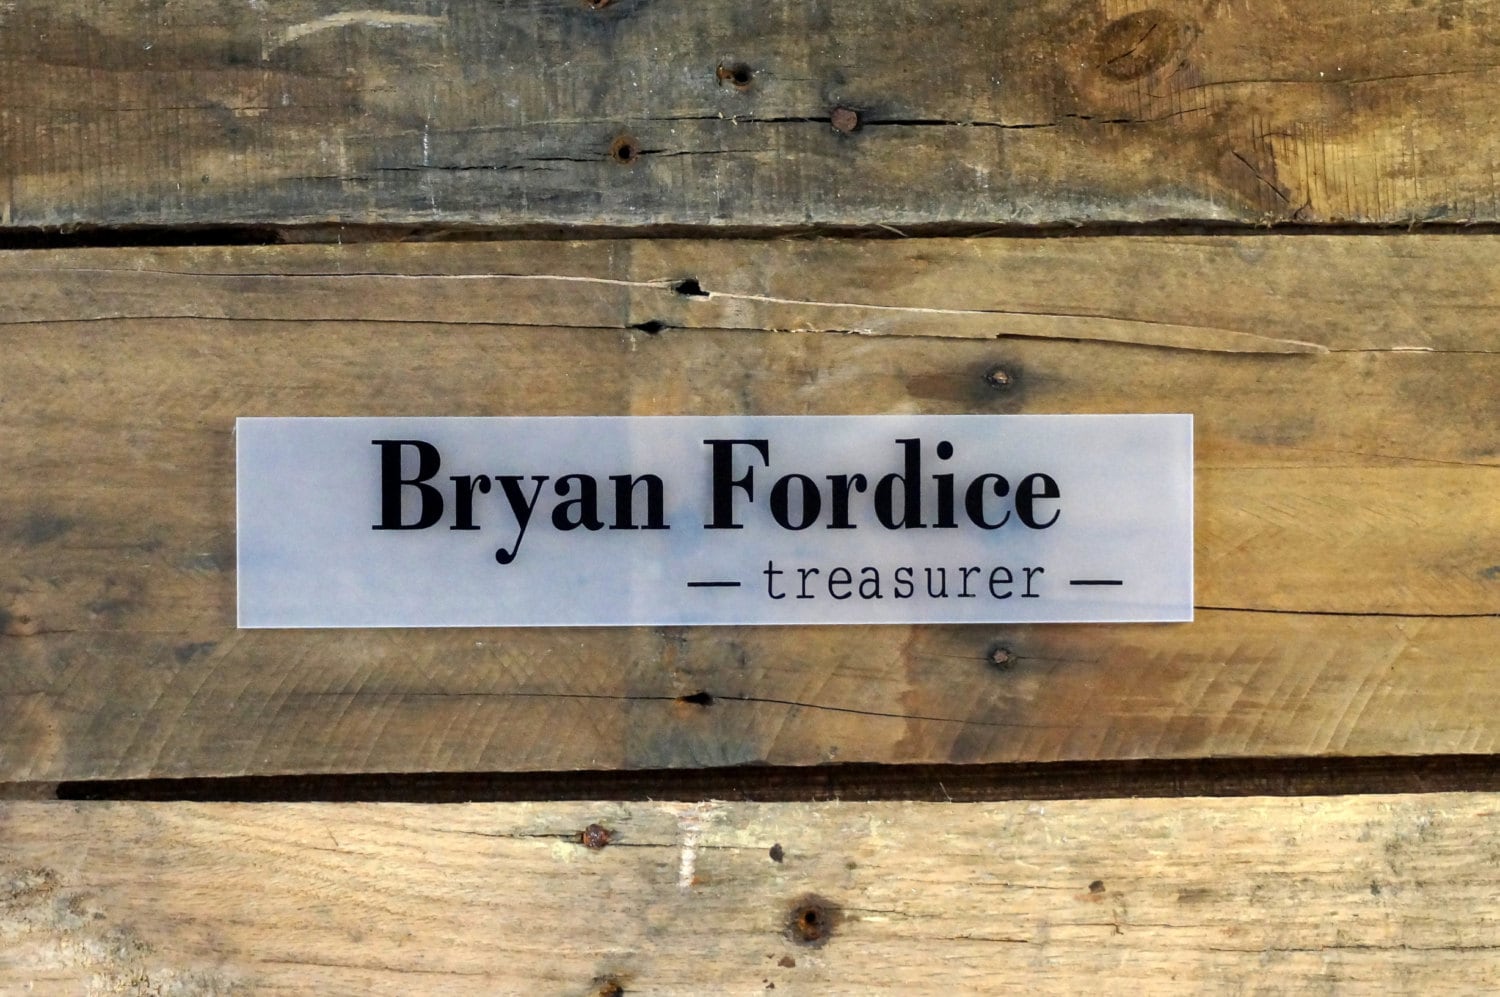 Bryan Fordice
— treasurer —